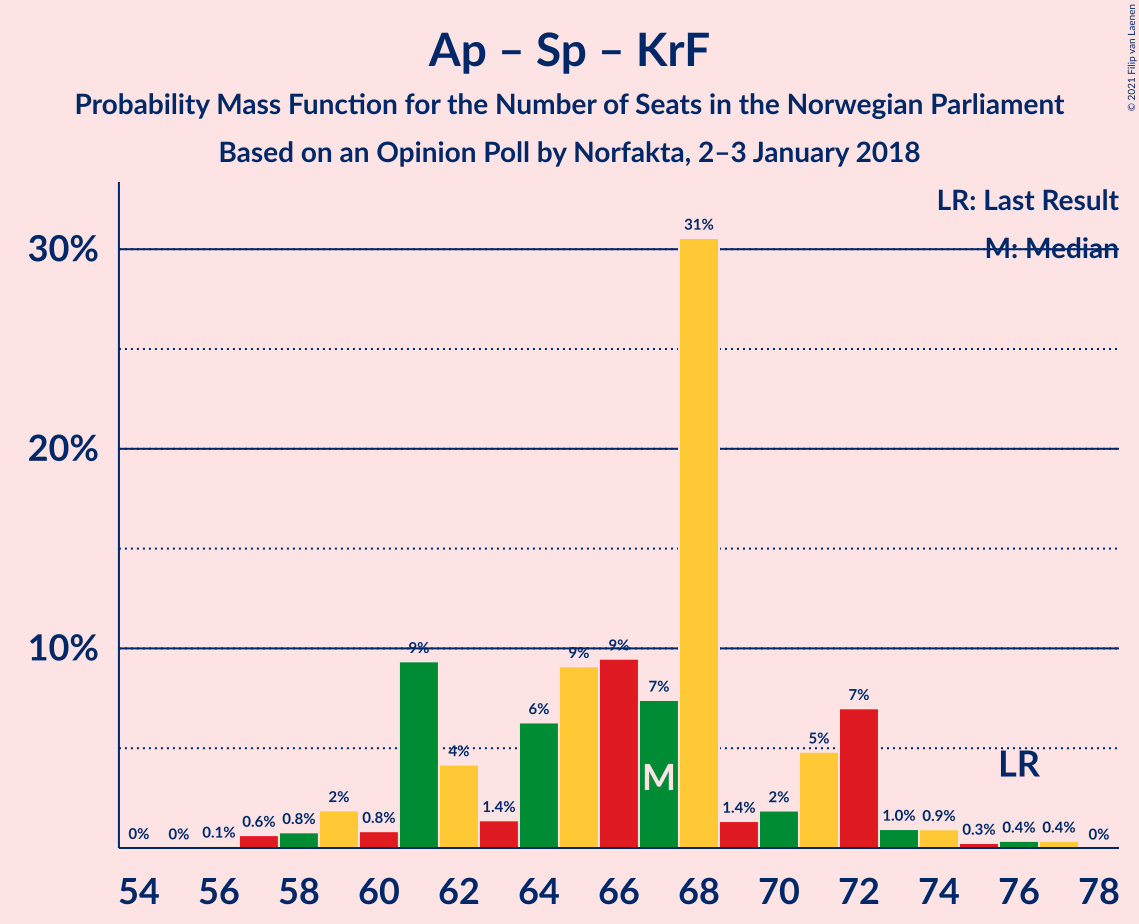 Ap – Sp – KrF
Probability Mass Function for the Number of Seats in the Norwegian Parliament
Based on an Opinion Poll by Norfakta, 2–3 January 2018
© 2021 Filip van Laenen
LR: Last Result
M: Median
30%
20%
10%
0% 0% 0.1% 0.6% 0.8% 2% 0.8% 9% 4% 1.4% 6% 9% 9% 7% 31% 1.4% 2% 5% 7% 1.0% 0.9% 0.3% 0.4% 0.4% 0%
M
LR
54 56 58 60 62 64 66 68 70 72 74 76 78